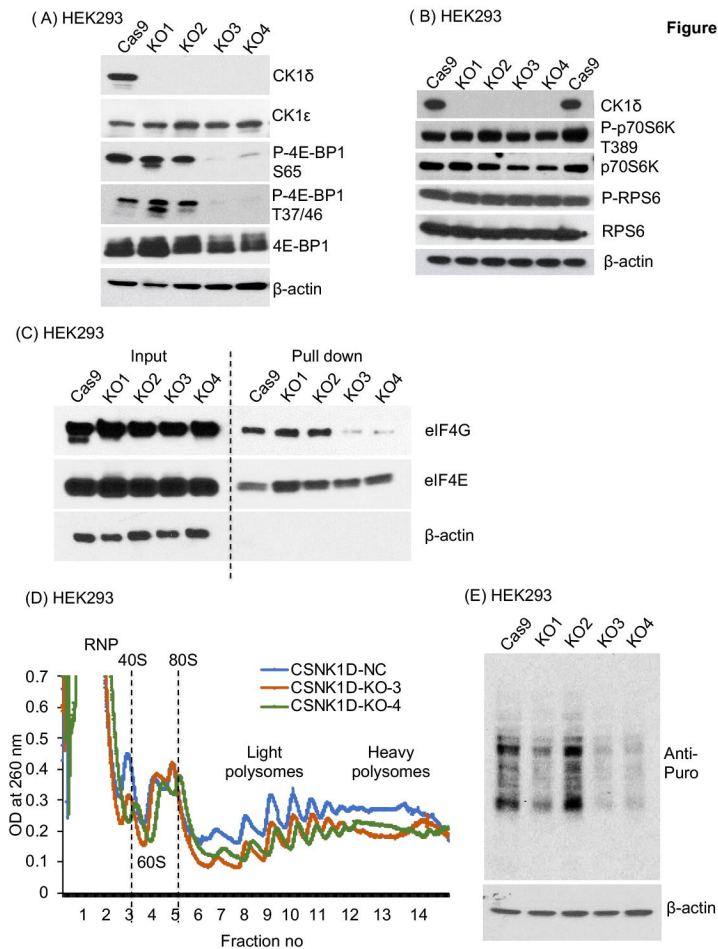 ( A) HEK293
Cas9 KO1 KO2 KO3 KO4
CK1δ
CK1ε
P-4E-BP1
S65
P-4E-BP1
T37/46
4E-BP1
β-actin
( B) HEK293
Figure
Cas9 KO1 KO2 KO3 KO4 Cas9
CK1δ
P-p70S6K
T389
p70S6K
P-RPS6
RPS6
β-actin
(C) HEK293
Input Pull down
Cas9 KO1 KO2 KO3 KO4 Cas9 KO1 KO2 KO3 KO4
eIF4G
eIF4E
β-actin
(D) HEK293
RNP
40S 80S
CSNK1D-NC
CSNK1D-KO-3
CSNK1D-KO-4
Light
polysomes
Heavy
polysomes
60S
OD at 260 nm
0.7
0.6
0.5
0.4
0.3
0.2
0.1
0
1 2 3 4 5 6 7 8 9 10 11 12 13 14
Fraction no
( E) HEK293
Cas9 KO1 KO2 KO3 KO4
Anti-
Puro
β-actin